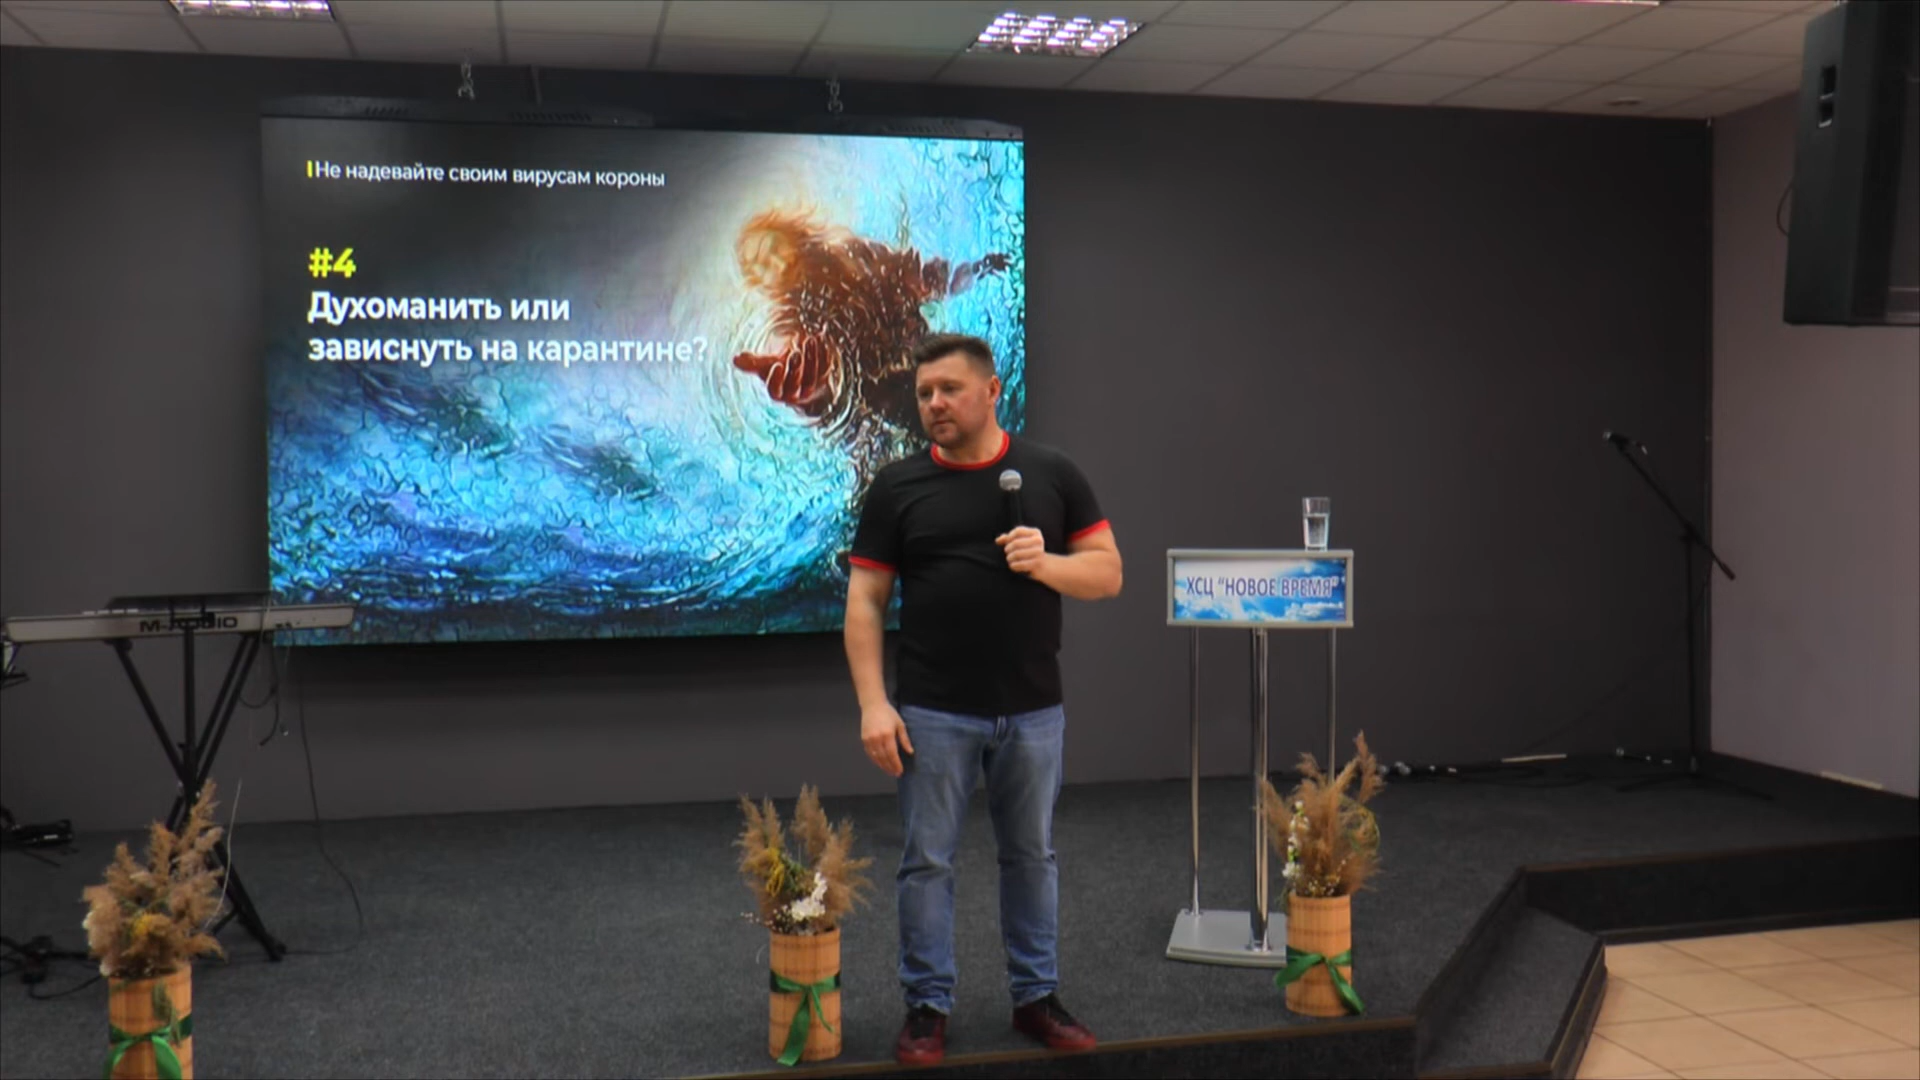 Не надевайте своим вирусам короны
#4
Духоманить или
зависнуть на карантине?
M-AUDIO
ХСЦ "НОВОЕ ВРЕМЯ"